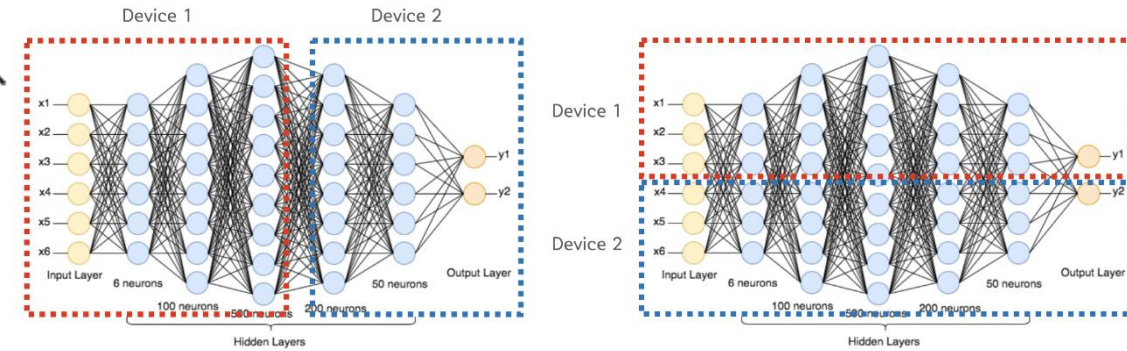 Device 1
Device 2
x1
x2
x3
x4
x5
x6
y1
y2
Input Layer
6 neurons
100 neurons
500 neurons
200 neurons
50 neurons
Output Layer
Hidden Layers
Device 1
Device 2
x1
x2
x3
x4
x5
x6
y1
y2
Input Layer
6 neurons
100 neurons
500 neurons
200 neurons
50 neurons
Output Layer
Hidden Layers